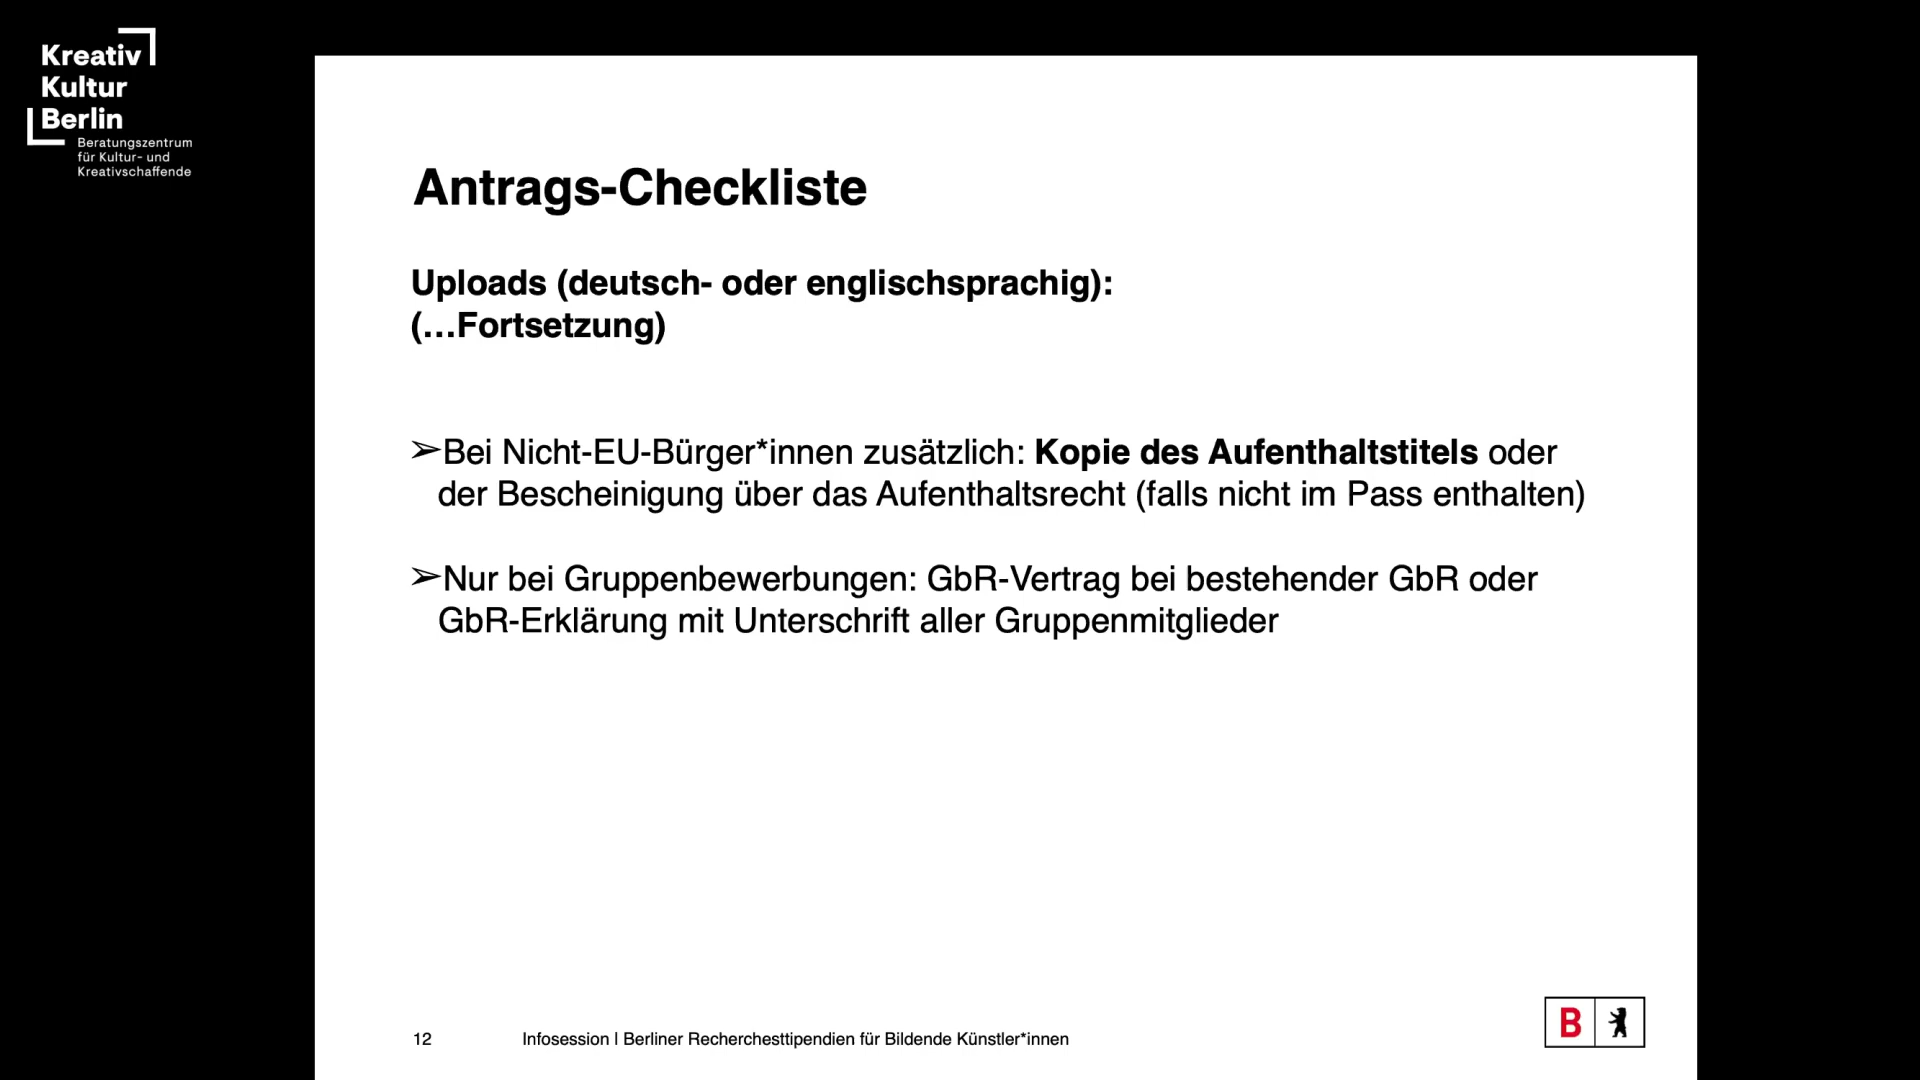 Kreativ
Kultur
Berlin
Beratungszentrum
für Kultur- und
Kreativschaffende
Antrags-Checkliste
Uploads (deutsch- oder englischsprachig):
(…Fortsetzung)
➢Bei Nicht-EU-Bürger*innen zusätzlich: Kopie des Aufenthaltstitels oder
der Bescheinigung über das Aufenthaltsrecht (falls nicht im Pass enthalten)
➢Nur bei Gruppenbewerbungen: GbR-Vertrag bei bestehender GbR oder
GbR-Erklärung mit Unterschrift aller Gruppenmitglieder
12 Infosession | Berliner Recherchesttipendien für Bildende Künstler*innen
B